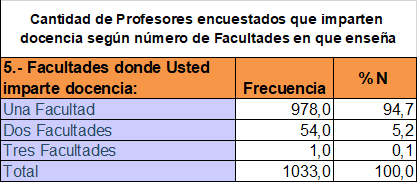 Cantidad de Profesores encuestados que imparten
docencia según número de Facultades en que enseña
5.- Facultades donde Usted
imparte docencia: Frecuencia % N
Una Facultad 978,0 94,7
Dos Facultades 54,0 5,2
Tres Facultades 1,0 0,1
Total 1033,0 100,0